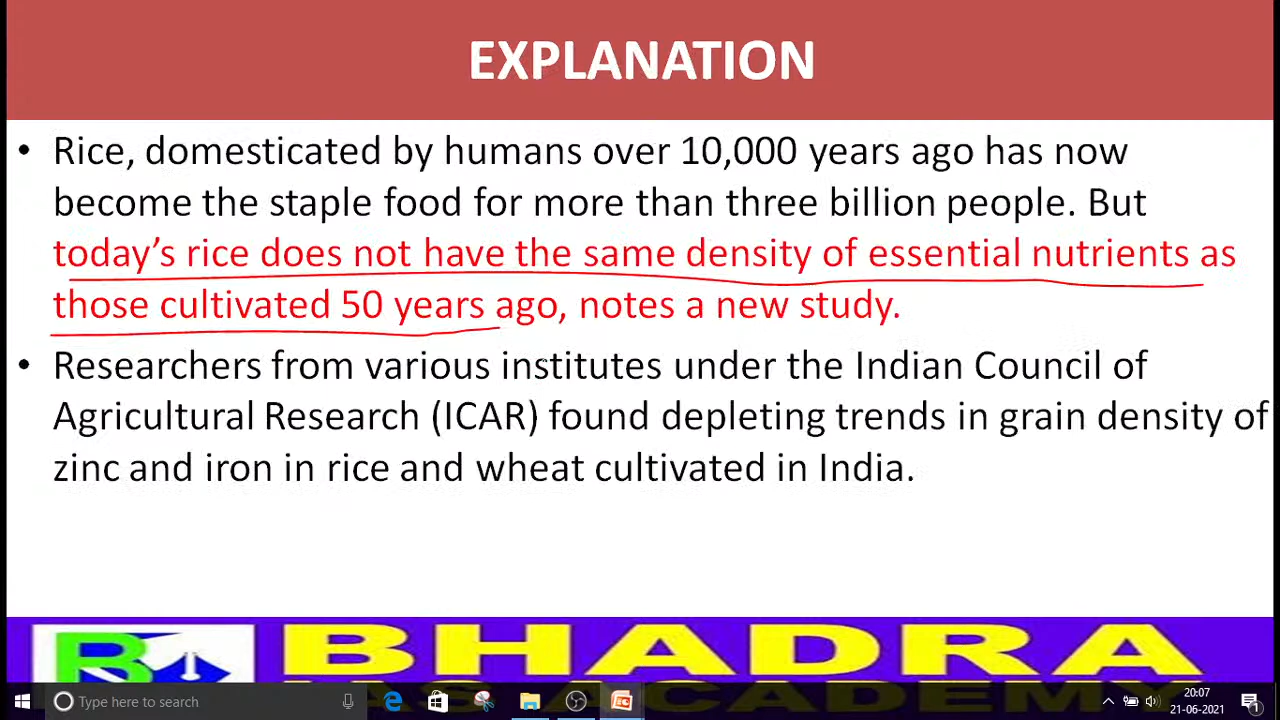 EXPLANATION
• Rice, domesticated by humans over 10,000 years ago has now
become the staple food for more than three billion people. But
today's rice does not have the same density of essential nutrients as
those cultivated 50 years ago, notes a new study.
• Researchers from various institutes under the Indian Council of
Agricultural Research (ICAR) found depleting trends in grain density of
zinc and iron in rice and wheat cultivated in India.
BHADRA
Type here to search
20:07
21-06-2021